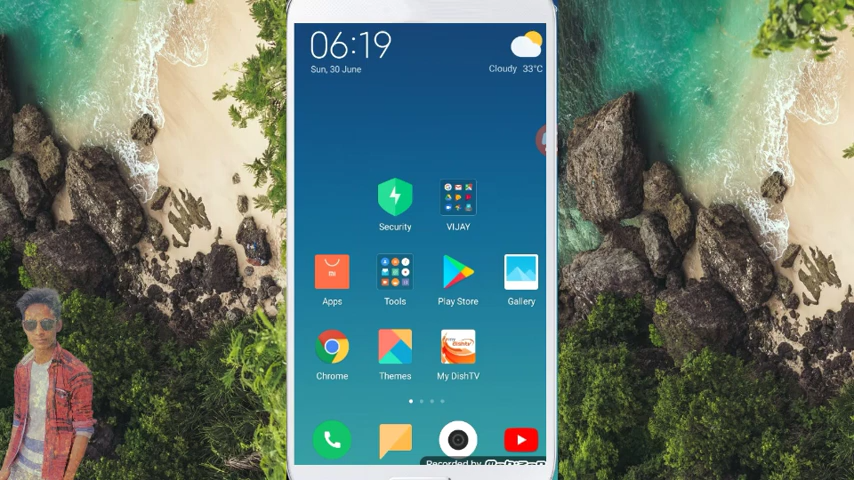 06:19
Sun, 30 June
Cloudy 33°C
Security
VIJAY
Apps
Tools
Play Store
Gallery
Chrome
Themes
My DishTV
Recorded by